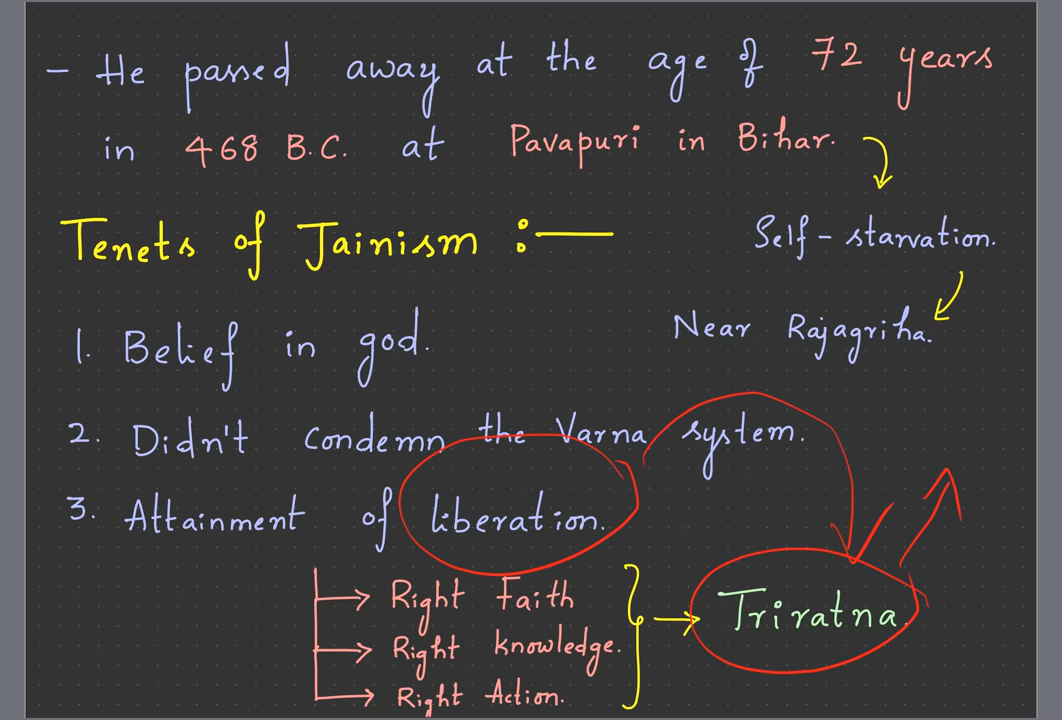 - He passed away at the age of 72 years
in 468 B.C. at Pavapuri in Bihar.
Self-starvation.
Near Rajagriha.
Tenets of Jainism :-
1. Belief in god.
2. Didn't condemn the Varna system.
3. Attainment of liberation.
Right Faith
Right knowledge.
Right Action.
Triratna.